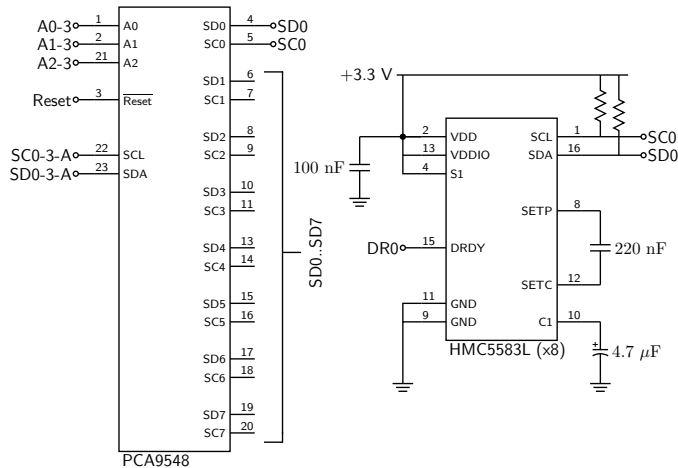 A0-3 1 A0
A1-3 2 A1
A2-3 21 A2
Reset 3 Reset
SC0-3-A 22 SCL
SD0-3-A 23 SDA
SD0 4 SD0
SC0 5 SC0
SD1 6
SC1 7
SD2 8
SC2 9
SD3 10
SC3 11
SD4 13
SC4 14
SD5 15
SC5 16
SD6 17
SC6 18
SD7 19
SC7 20
PCA9548
SD0..SD7
+3.3 V
100 nF
2 VDD
13 VDDIO
4 S1
DR0 15 DRDY
11 GND
9 GND
SCL 1 SC0
SDA 16 SD0
SETP 8
220 nF
SETC 12
C1 10
+
4.7 μF
HMC5583L (x8)